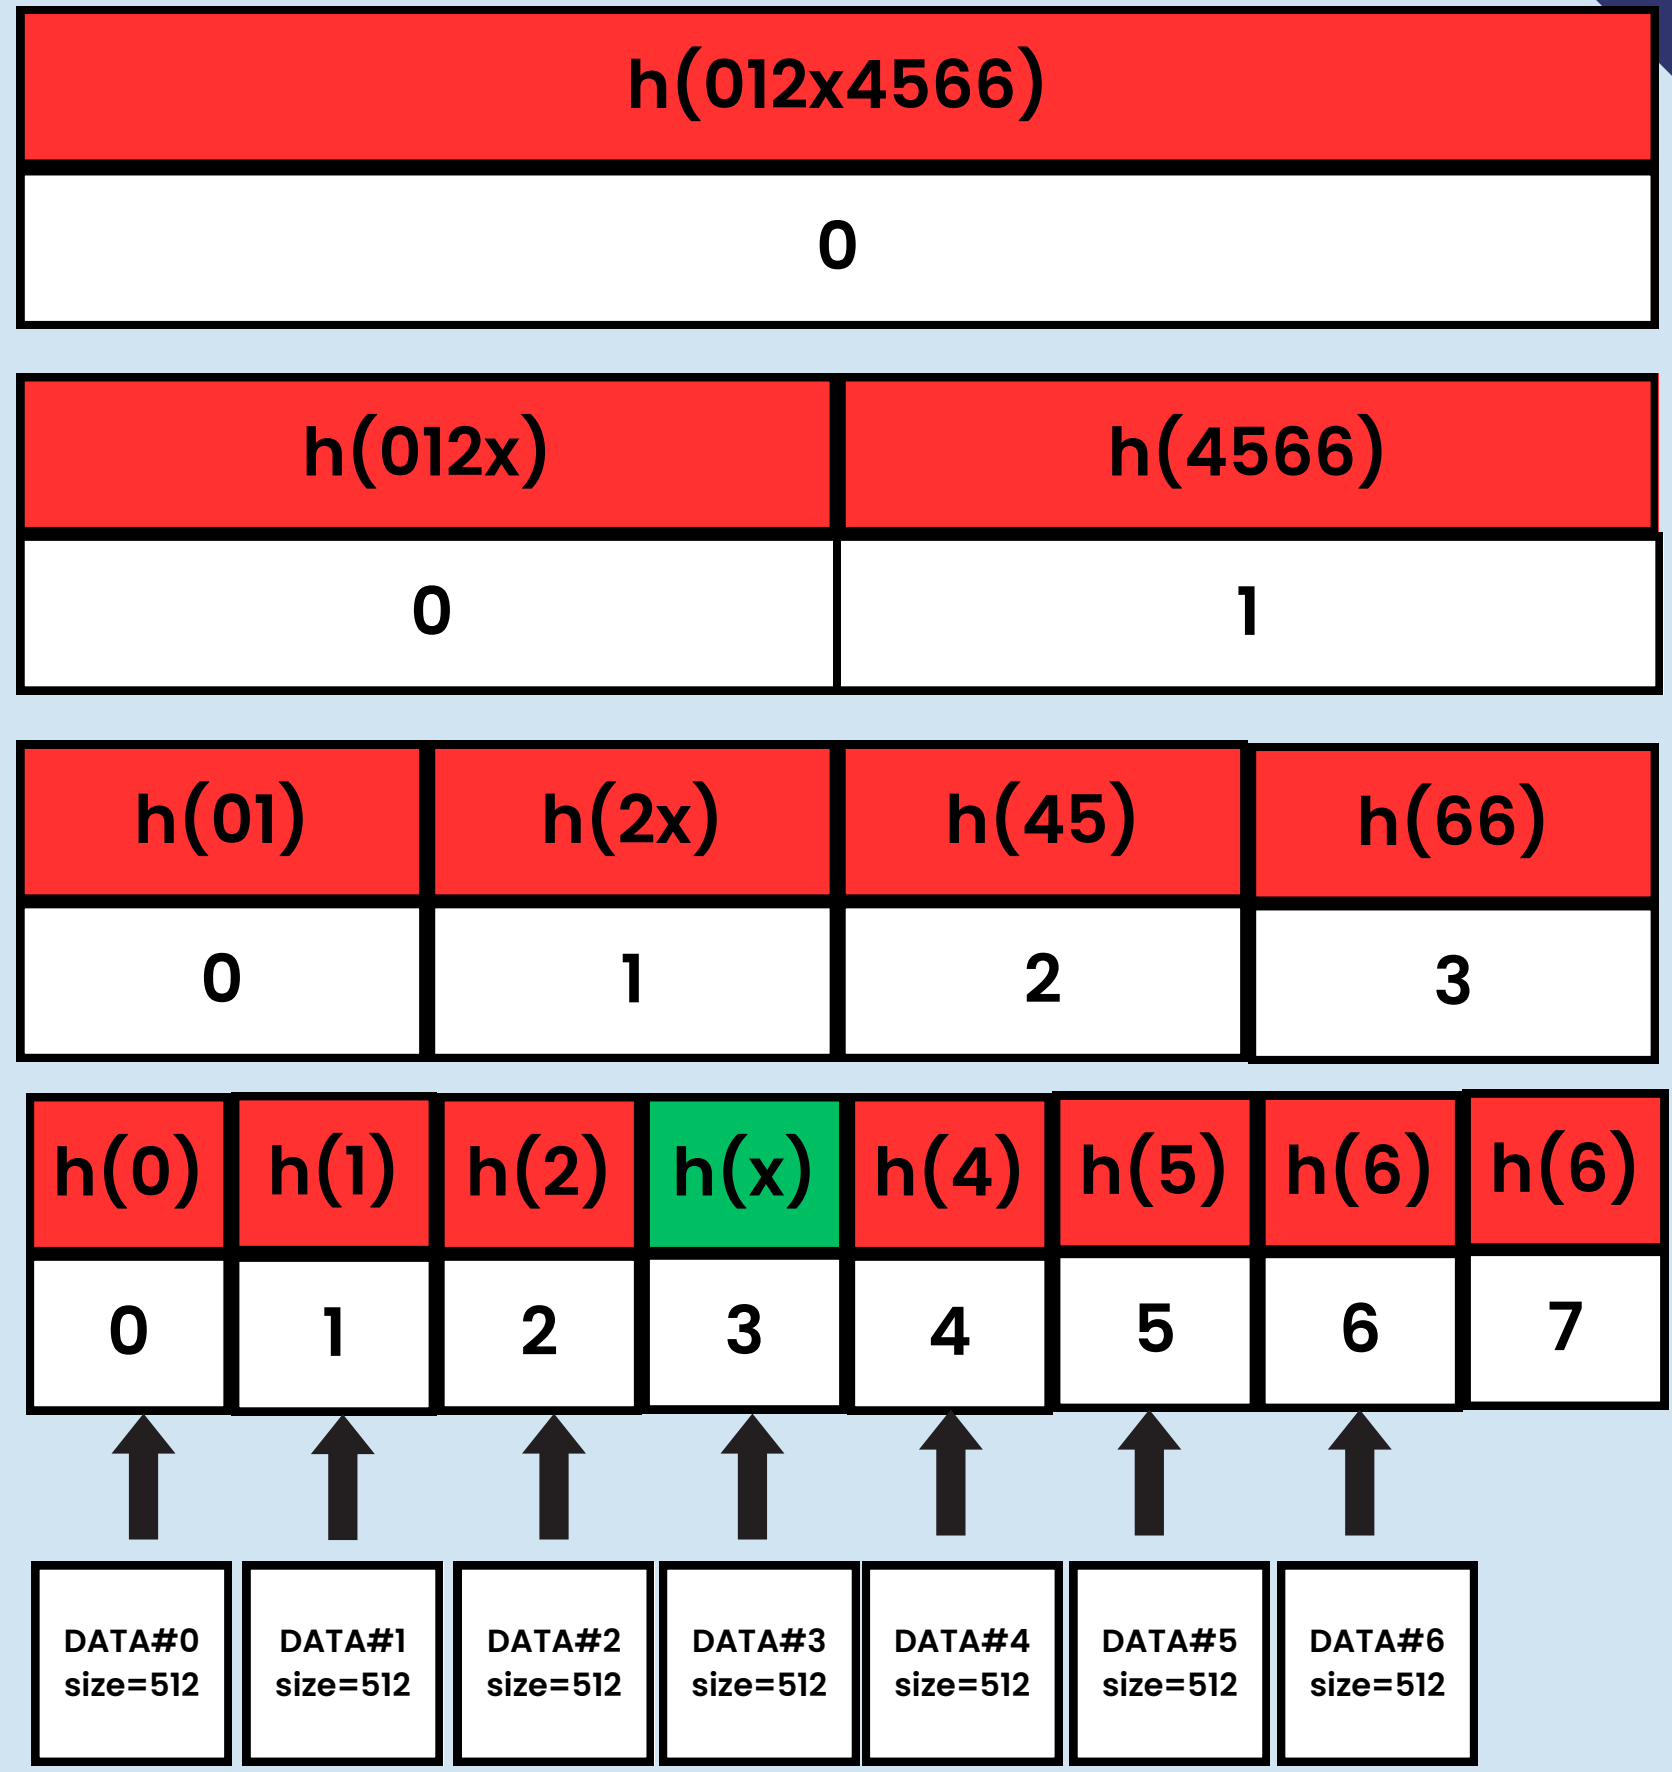 h(012x4566)
0
h(012x) h(4566)
0 1
h(01) h(2x) h(45) h(66)
0 1 2 3
h(0) h(1) h(2) h(x) h(4) h(5) h(6) h(6)
0 1 2 3 4 5 6 7
DATA#0 DATA#1 DATA#2 DATA#3 DATA#4 DATA#5 DATA#6
size=512 size=512 size=512 size=512 size=512 size=512 size=512